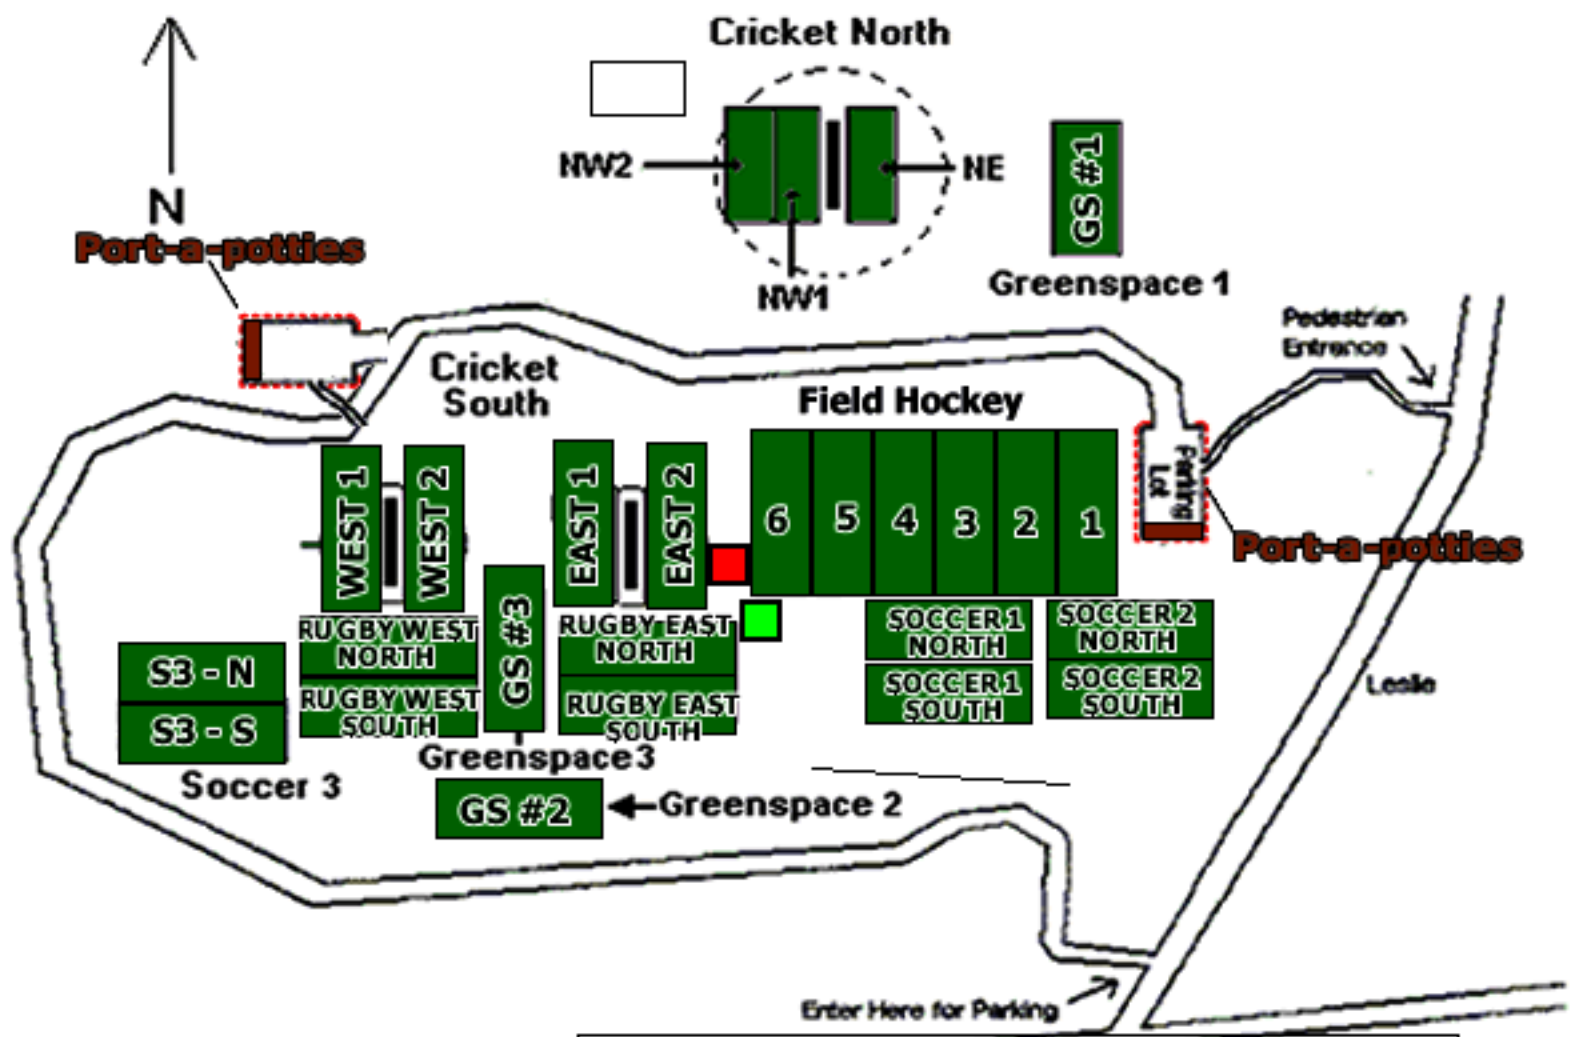 Cricket North
NW2
NE
GS #1
NW1
Greenspace 1
N
Port-a-potties
Pedestrian
Entrance
Cricket
South
Field Hockey
Parking
Lot
WEST 1
WEST 2
EAST 1
EAST 2
6
5
4
3
2
1
Port-a-potties
GS #3
RUGBY WEST
NORTH
RUGBY EAST
NORTH
SOCCER 1
NORTH
SOCCER 2
NORTH
S3 - N
RUGBY WEST
SOUTH
RUGBY EAST
SOUTH
SOCCER 1
SOUTH
SOCCER 2
SOUTH
Leslie
S3 - S
Soccer 3
Greenspace3
GS #2
Greenspace 2
Enter Here for Parking